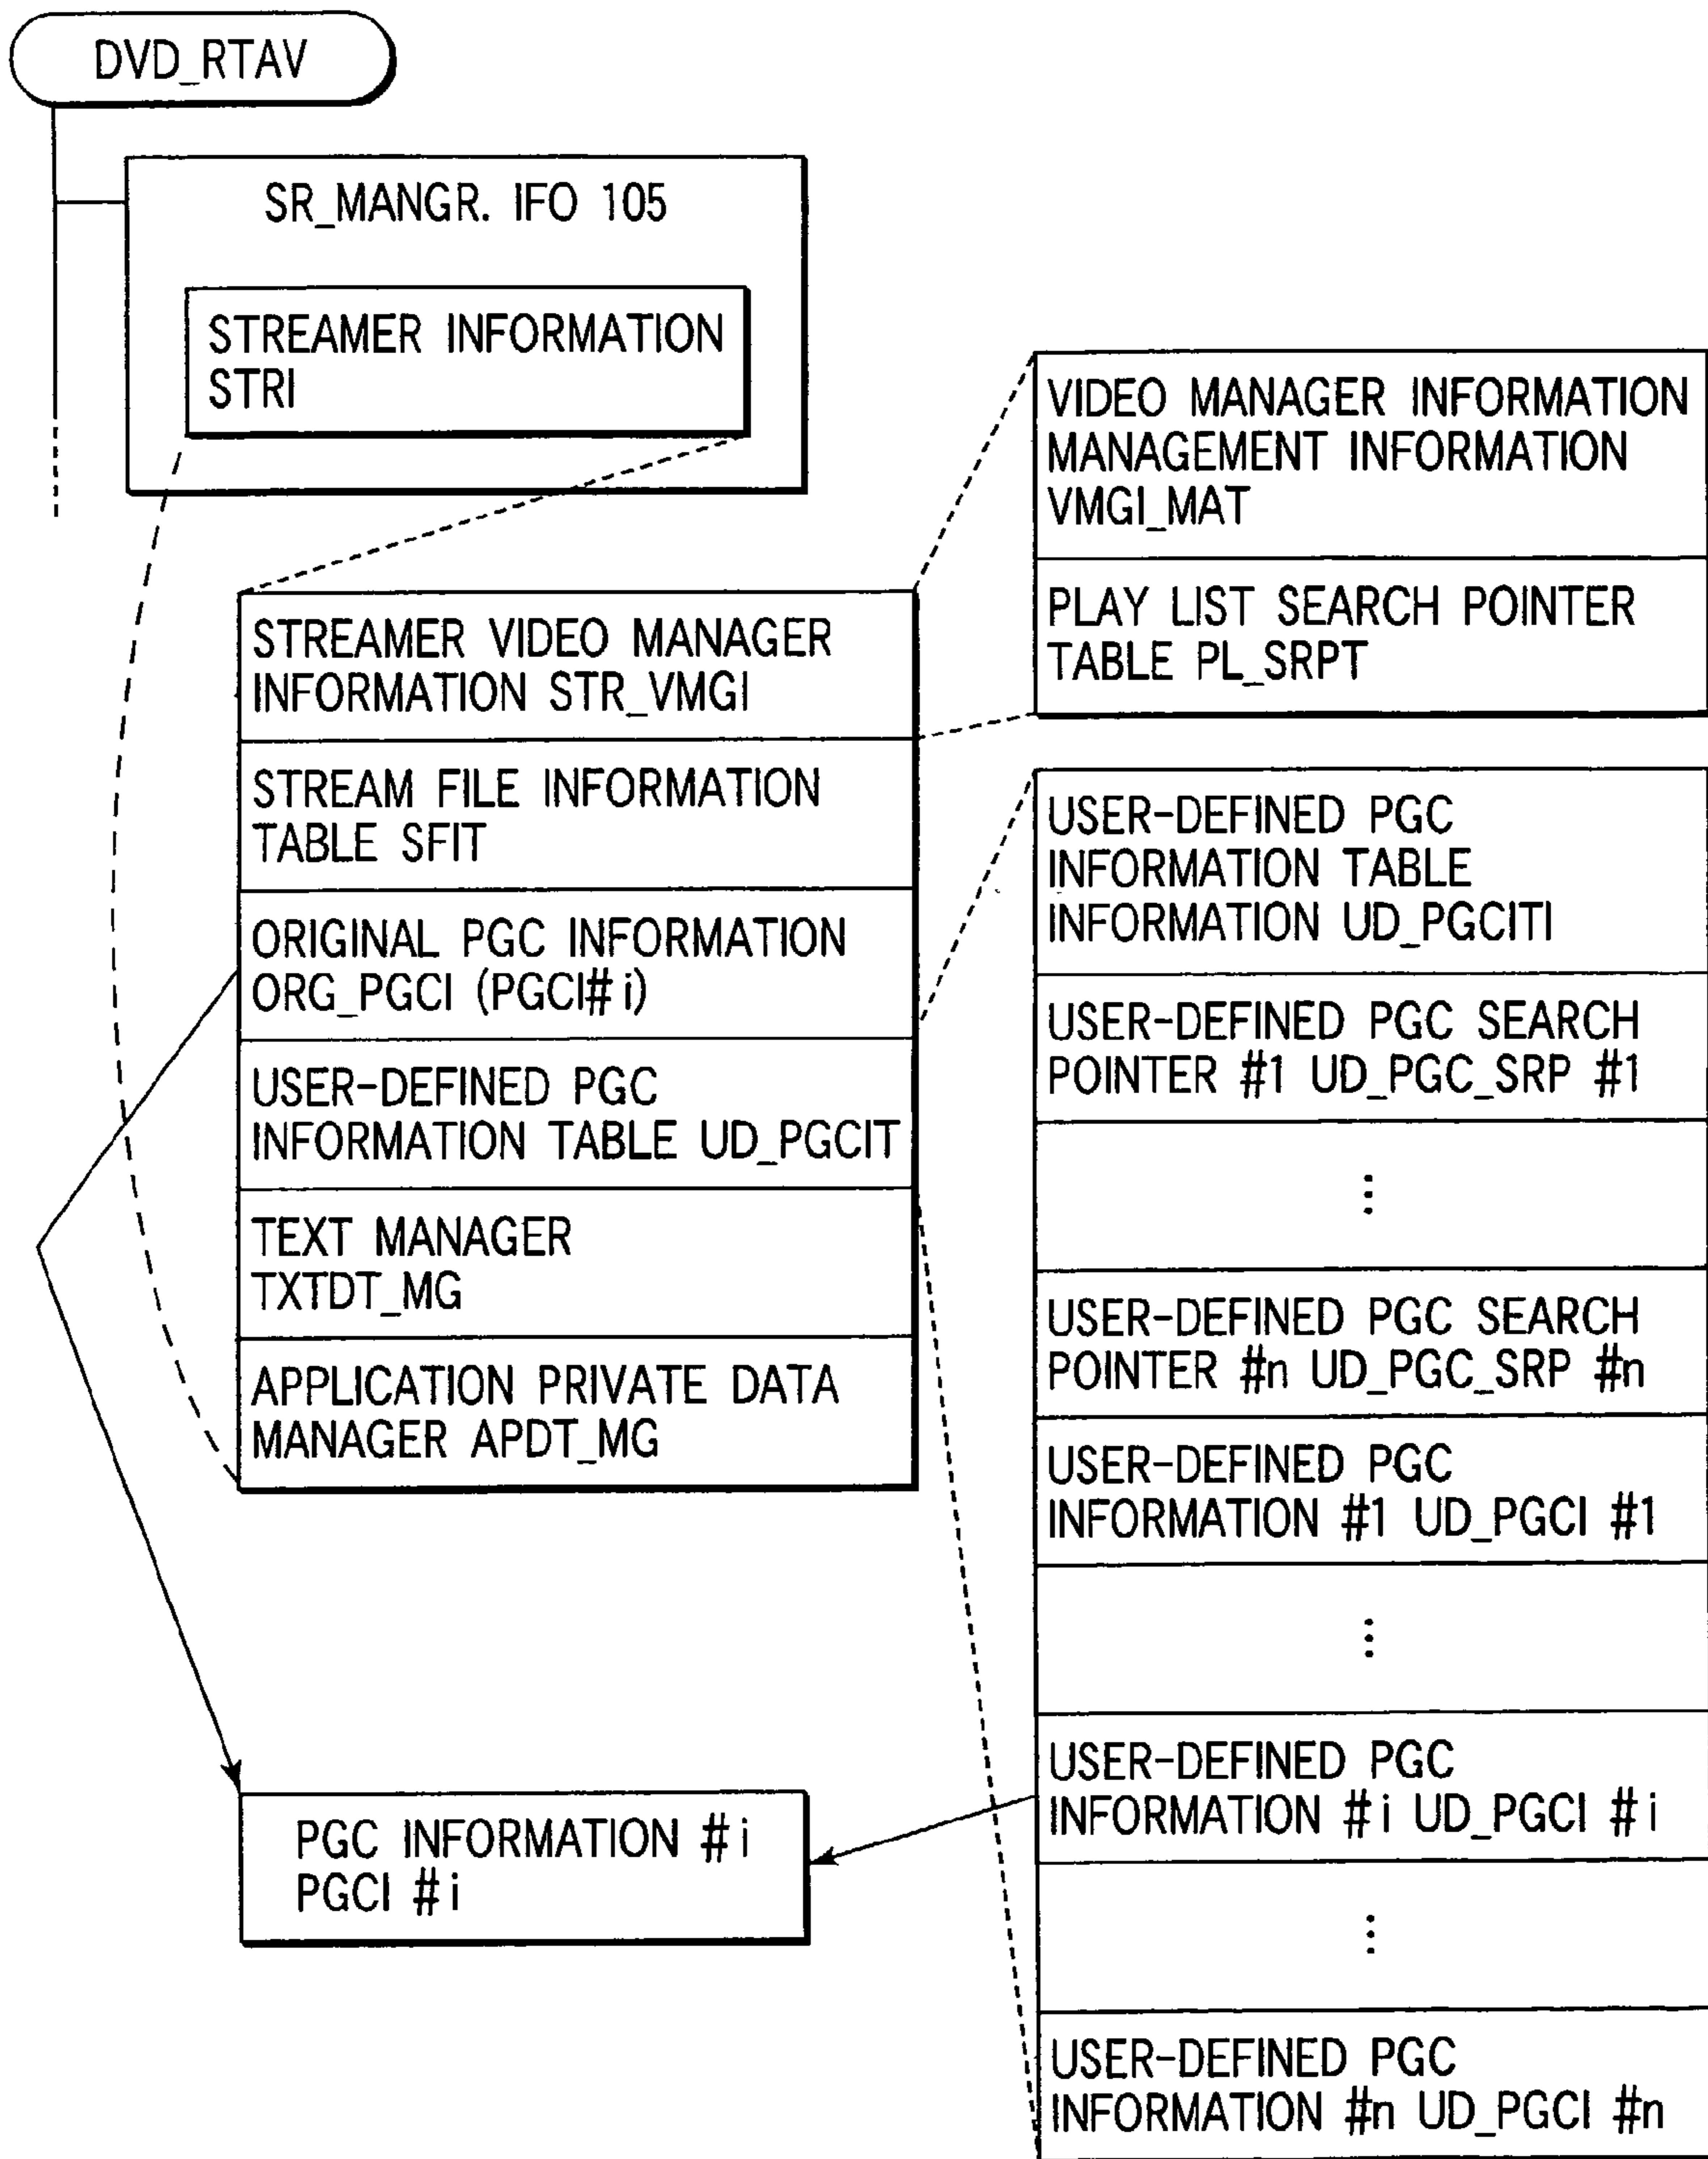 DVD_RTAV
SR_MANGR. IFO 105
STREAMER INFORMATION
STRI
STREAMER VIDEO MANAGER
INFORMATION STR_VMGI
STREAM FILE INFORMATION
TABLE SFIT
ORIGINAL PGC INFORMATION
ORG_PGCI (PGCI# i)
USER-DEFINED PGC
INFORMATION TABLE UD_PGCIT
TEXT MANAGER
TXTDT_MG
APPLICATION PRIVATE DATA
MANAGER APDT_MG
PGC INFORMATION # i
PGCI # i
VIDEO MANAGER INFORMATION
MANAGEMENT INFORMATION
VMGI_MAT
PLAY LIST SEARCH POINTER
TABLE PL_SRPT
USER-DEFINED PGC
INFORMATION TABLE
INFORMATION UD_PGCITI
USER-DEFINED PGC SEARCH
POINTER #1 UD_PGC_SRP #1
⋮
USER-DEFINED PGC SEARCH
POINTER #n UD_PGC_SRP #n
USER-DEFINED PGC
INFORMATION #1 UD_PGCI #1
⋮
USER-DEFINED PGC
INFORMATION # i UD_PGCI # i
⋮
USER-DEFINED PGC
INFORMATION #n UD_PGCI #n